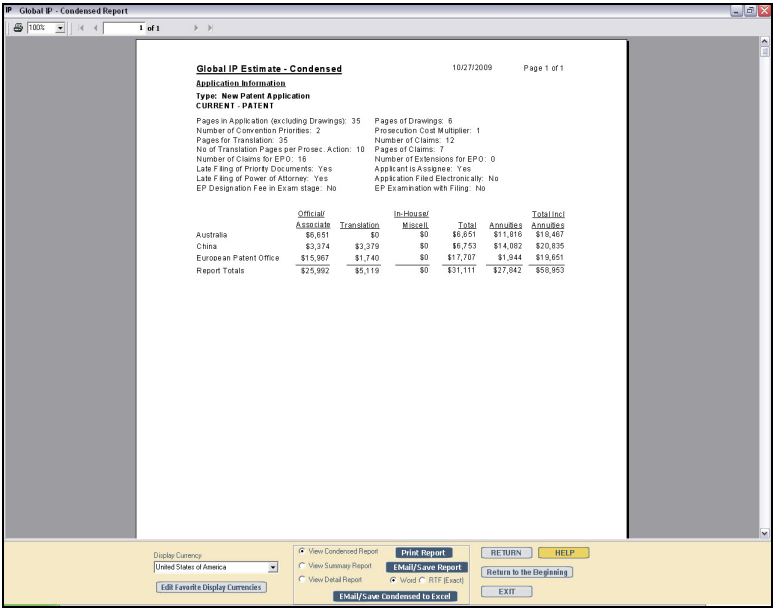 IP Global IP - Condensed Report
100% 1 of 1
Global IP Estimate - Condensed 10/27/2009 Page 1 of 1
Application Information
Type: New Patent Application
CURRENT - PATENT
Pages in Application (excluding Drawings): 35 Pages of Drawings: 6
Number of Convention Priorities: 2 Prosecution Cost Multiplier: 1
Pages for Translation: 35 Number of Claims: 12
No of Translation Pages per Prosec. Action: 10 Pages of Claims: 7
Number of Claims for EPO: 16 Number of Extensions for EPO: 0
Late Filing of Priority Documents: Yes Applicant is Assignee: Yes
Late Filing of Power of Attorney: Yes Application Filed Electronically: No
EP Designation Fee in Exam stage: No EP Examination with Filing: No
Official/ In-House/ Total Incl
Associate Translation Miscell. Total Annuities Annuities
Australia $6,651 $0 $0 $6,651 $11,816 $18,467
China $3,374 $3,379 $0 $6,753 $14,082 $20,835
European Patent Office $15,967 $1,740 $0 $17,707 $1,944 $19,651
Report Totals $25,992 $5,119 $0 $31,111 $27,842 $58,953
Display Currency
United States of America
Edit Favorite Display Currencies
View Condensed Report Print Report
View Summary Report EMail/Save Report
View Detail Report Word RTF (Exact)
EMail/Save Condensed to Excel
RETURN HELP
Return to the Beginning
EXIT